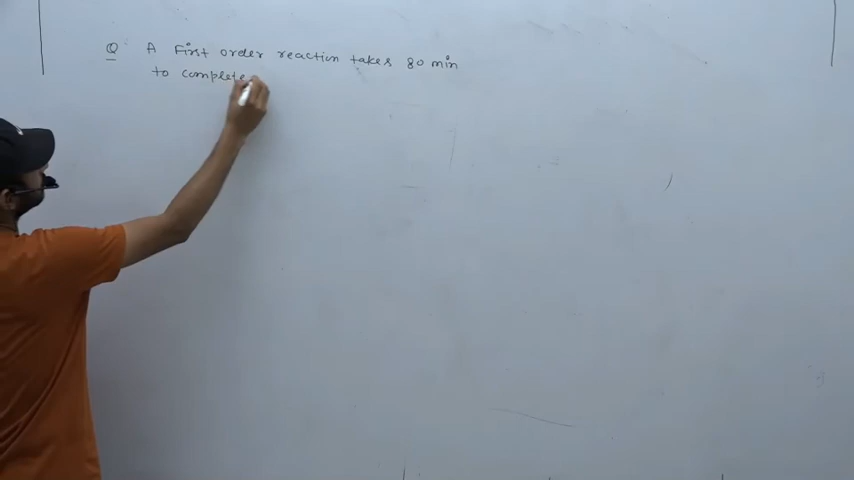 Q A First order reaction takes 80 min
to complete